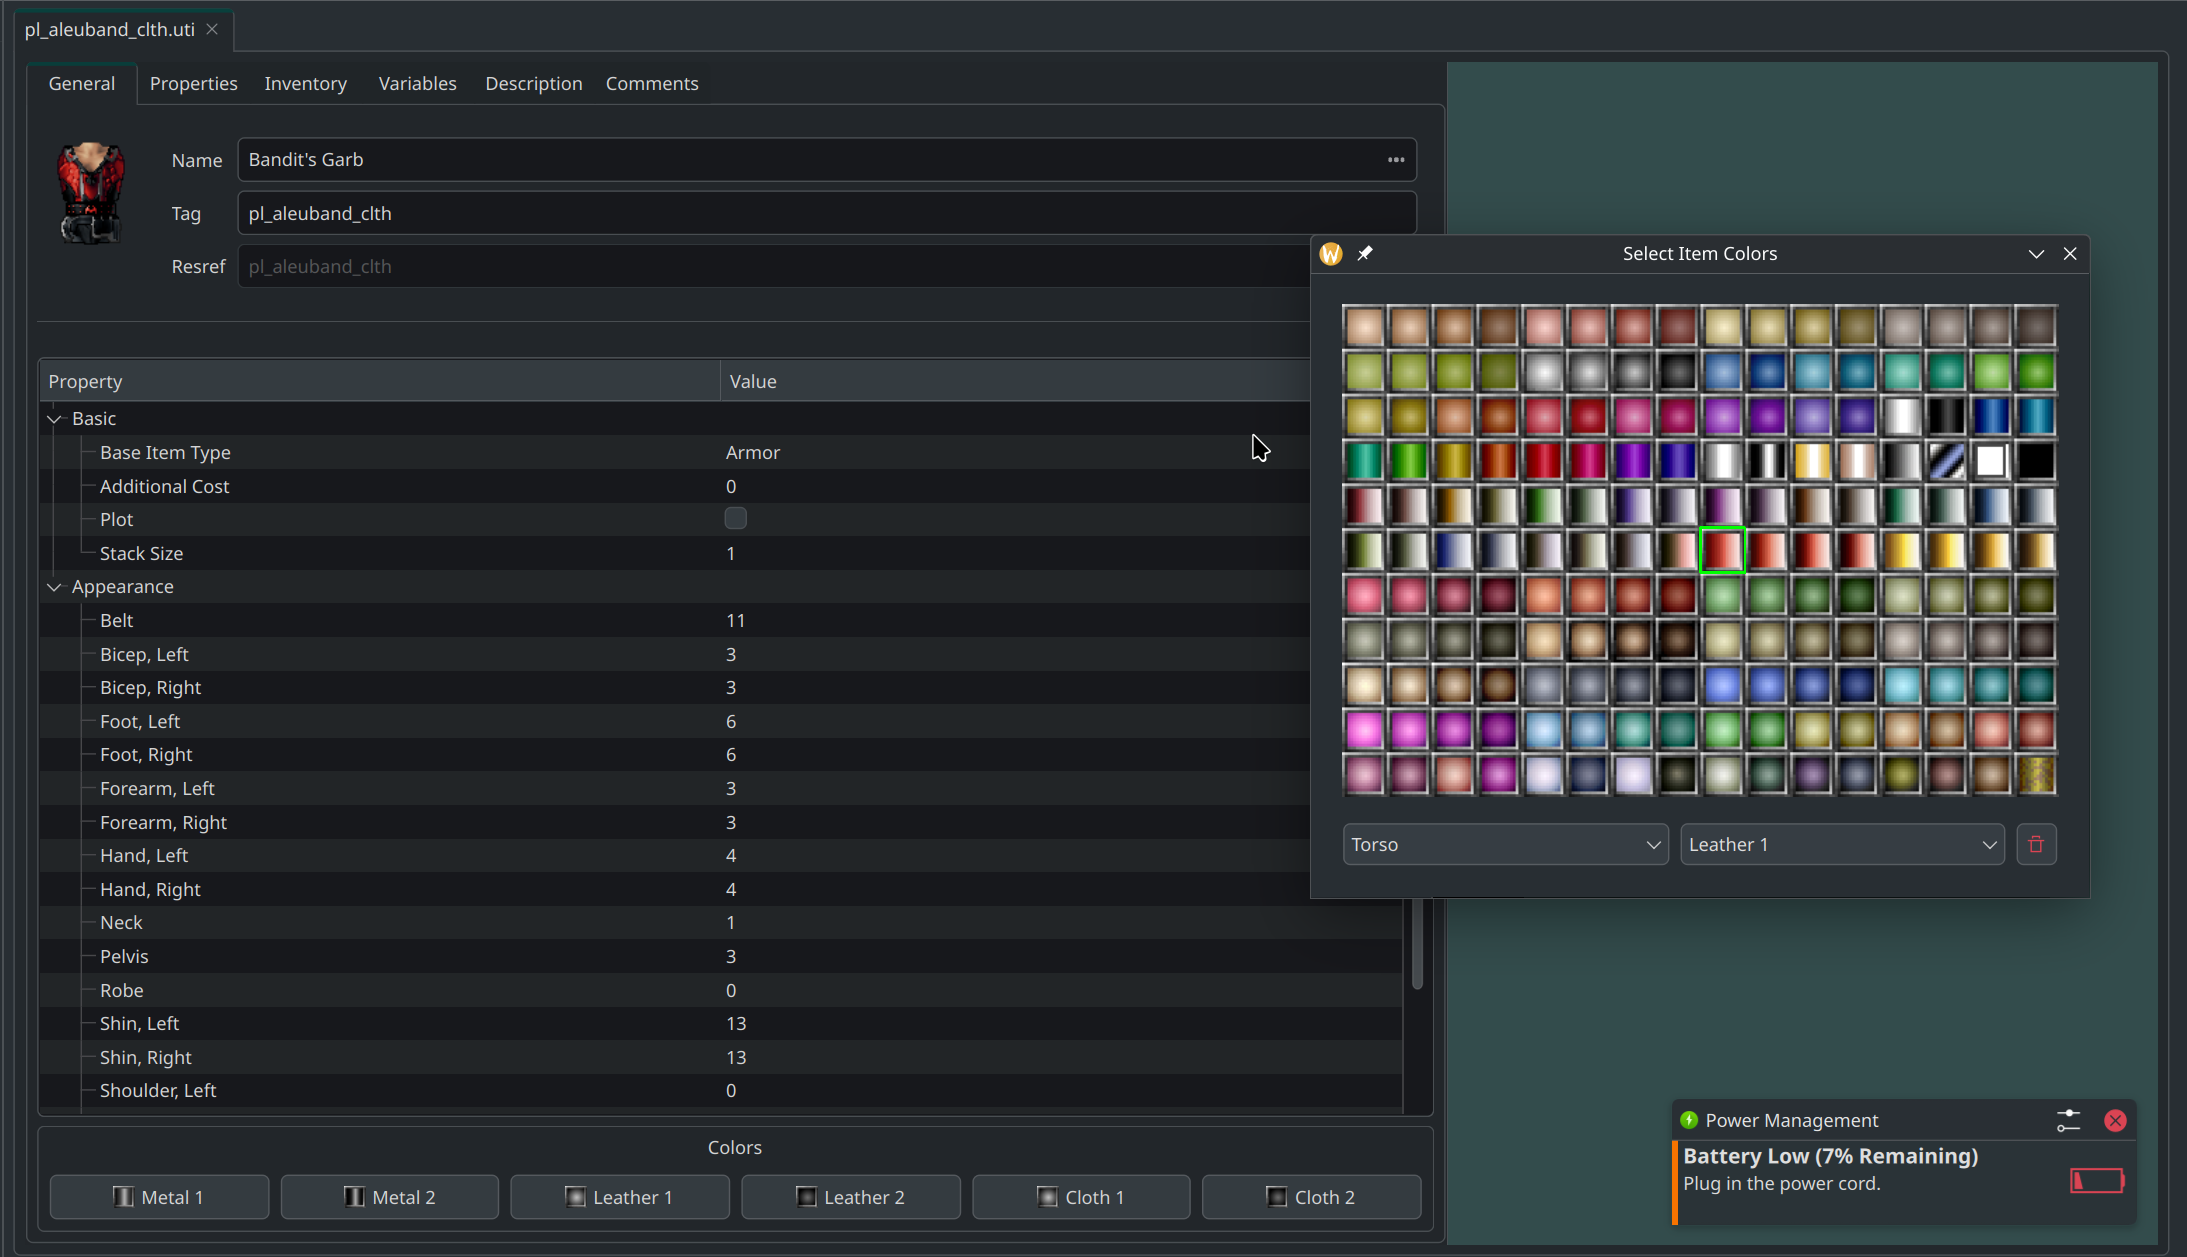 pl_aleuband_clth.uti
General Properties Inventory Variables Description Comments
Name Bandit's Garb
Tag pl_aleuband_clth
Resref pl_aleuband_clth
Property Value
Basic
Base Item Type Armor
Additional Cost 0
Plot
Stack Size 1
Appearance
Belt 11
Bicep, Left 3
Bicep, Right 3
Foot, Left 6
Foot, Right 6
Forearm, Left 3
Forearm, Right 3
Hand, Left 4
Hand, Right 4
Neck 1
Pelvis 3
Robe 0
Shin, Left 13
Shin, Right 13
Shoulder, Left 0
Colors
Metal 1 Metal 2 Leather 1 Leather 2 Cloth 1 Cloth 2
W Select Item Colors
Torso Leather 1
Power Management
Battery Low (7% Remaining)
Plug in the power cord.